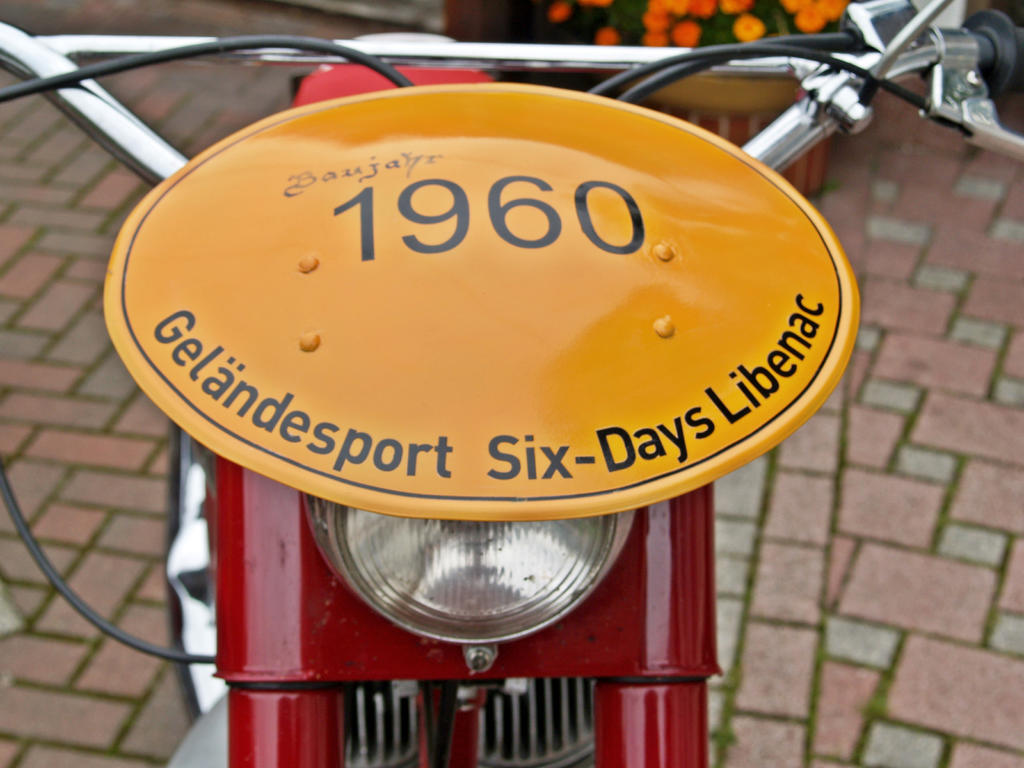 Baujahr
1960
Geländesport Six-Days Libenac